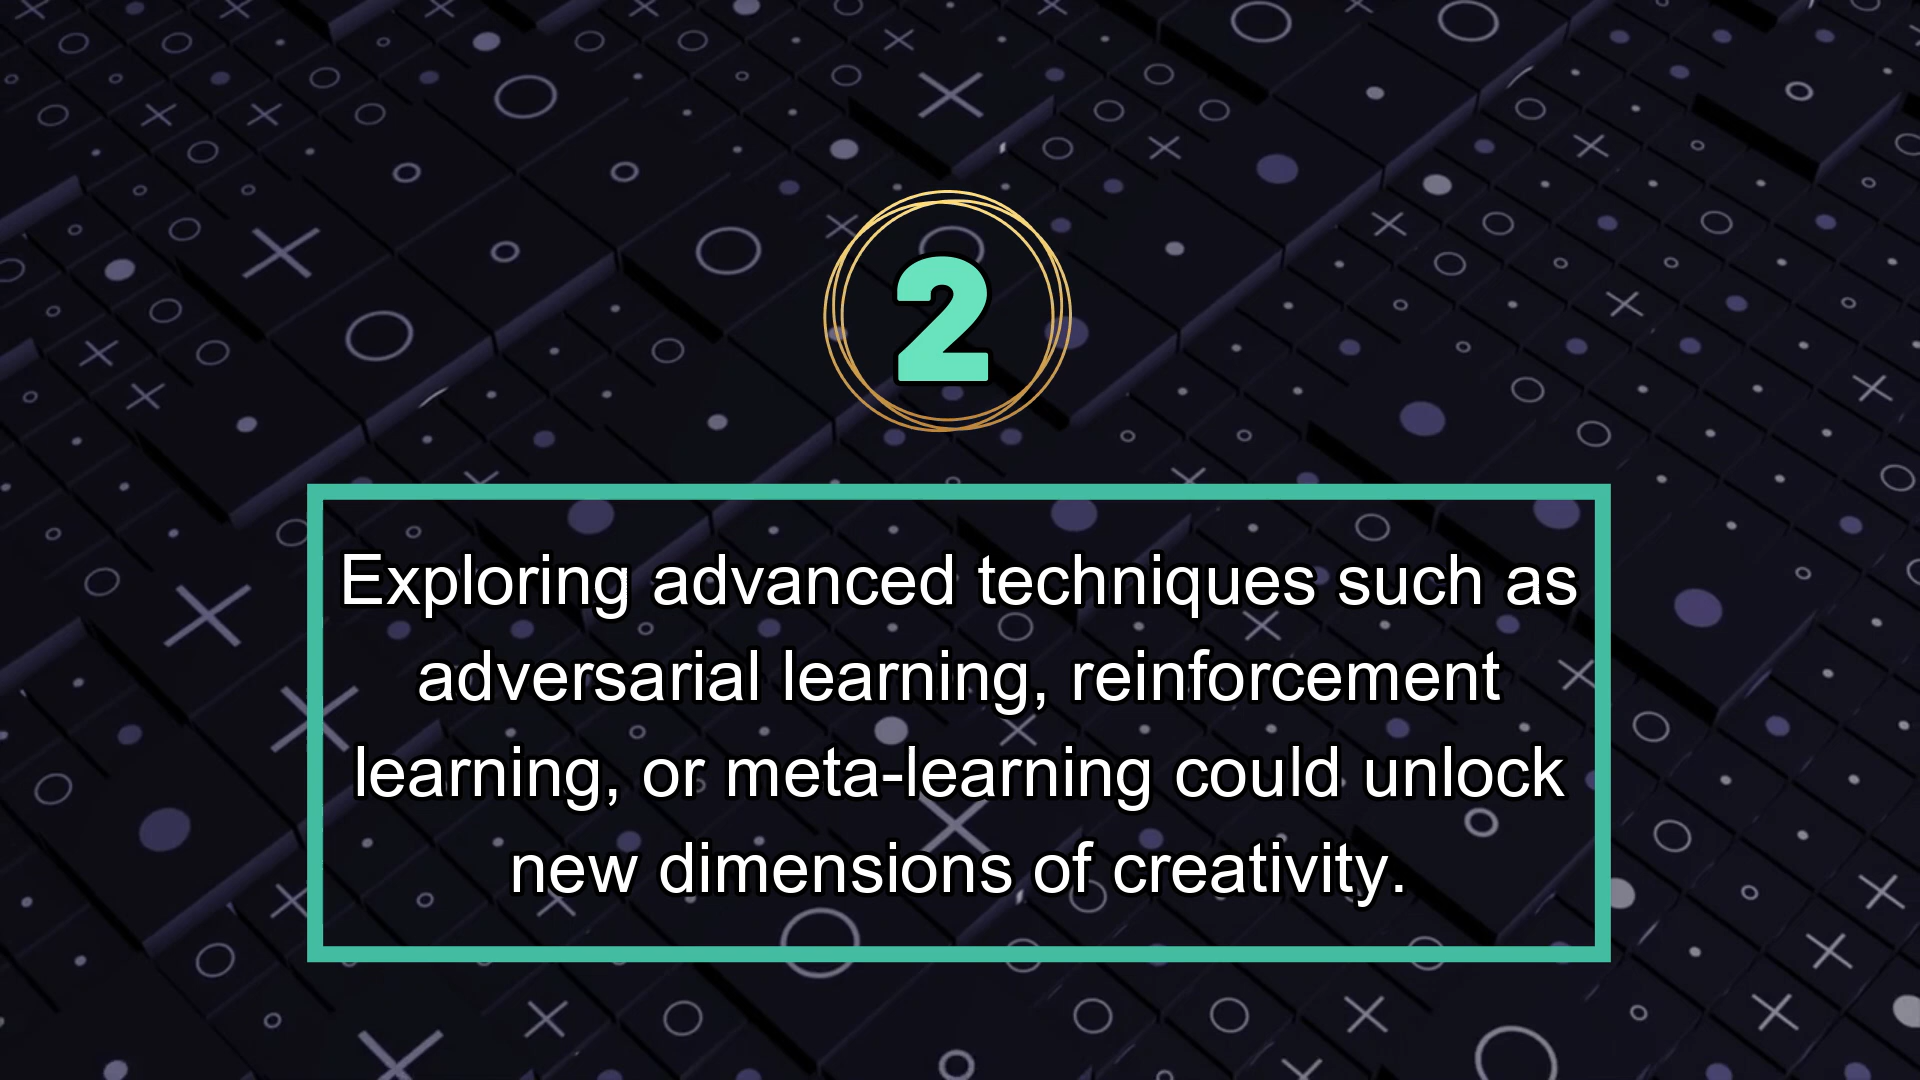 2
Exploring advanced techniques such as
adversarial learning, reinforcement
learning, or meta-learning could unlock
new dimensions of creativity.